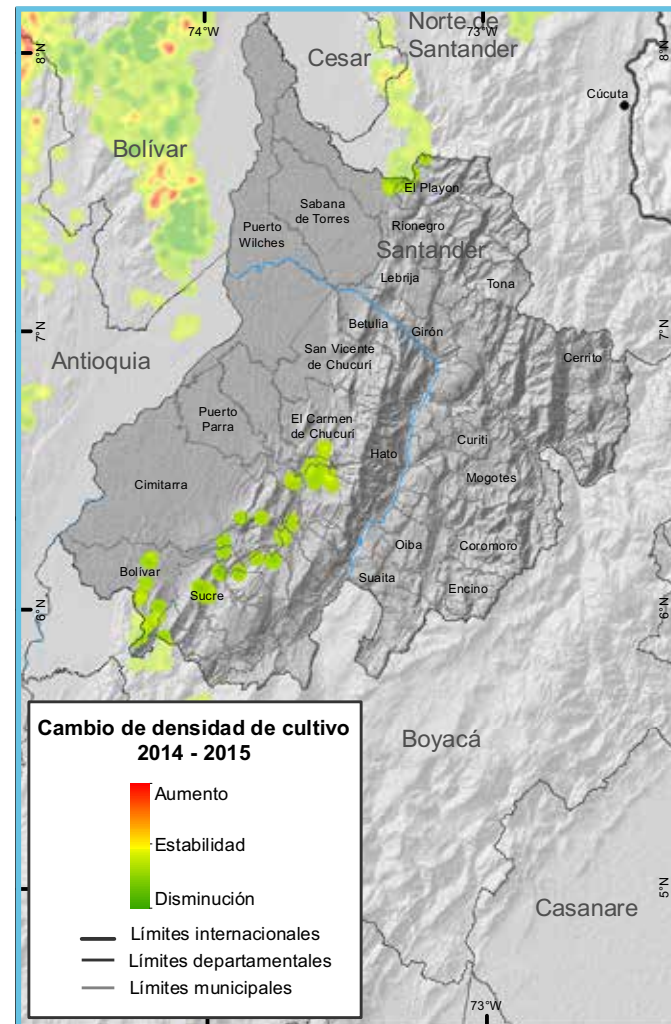 74°W
73°W
8°N
8°N
Norte de
Santander
Cesar
Cúcuta
Bolívar
El Playon
Sabana
de Torres
Rionegro
Puerto
Wilches
Santander
Lebrija
Tona
Betulia
Girón
7°N
7°N
San Vicente
de Chucurí
Cerrito
Antioquia
Puerto
Parra
El Carmen
de Chucurí
Curiti
Hato
Mogotes
Cimitarra
Oiba
Coromoro
Bolívar
Suaita
Encino
Sucre
6°N
6°N
Cambio de densidad de cultivo
2014 - 2015
Aumento
Estabilidad
Disminución
Límites internacionales
Límites departamentales
Límites municipales
Boyacá
5°N
Casanare
73°W